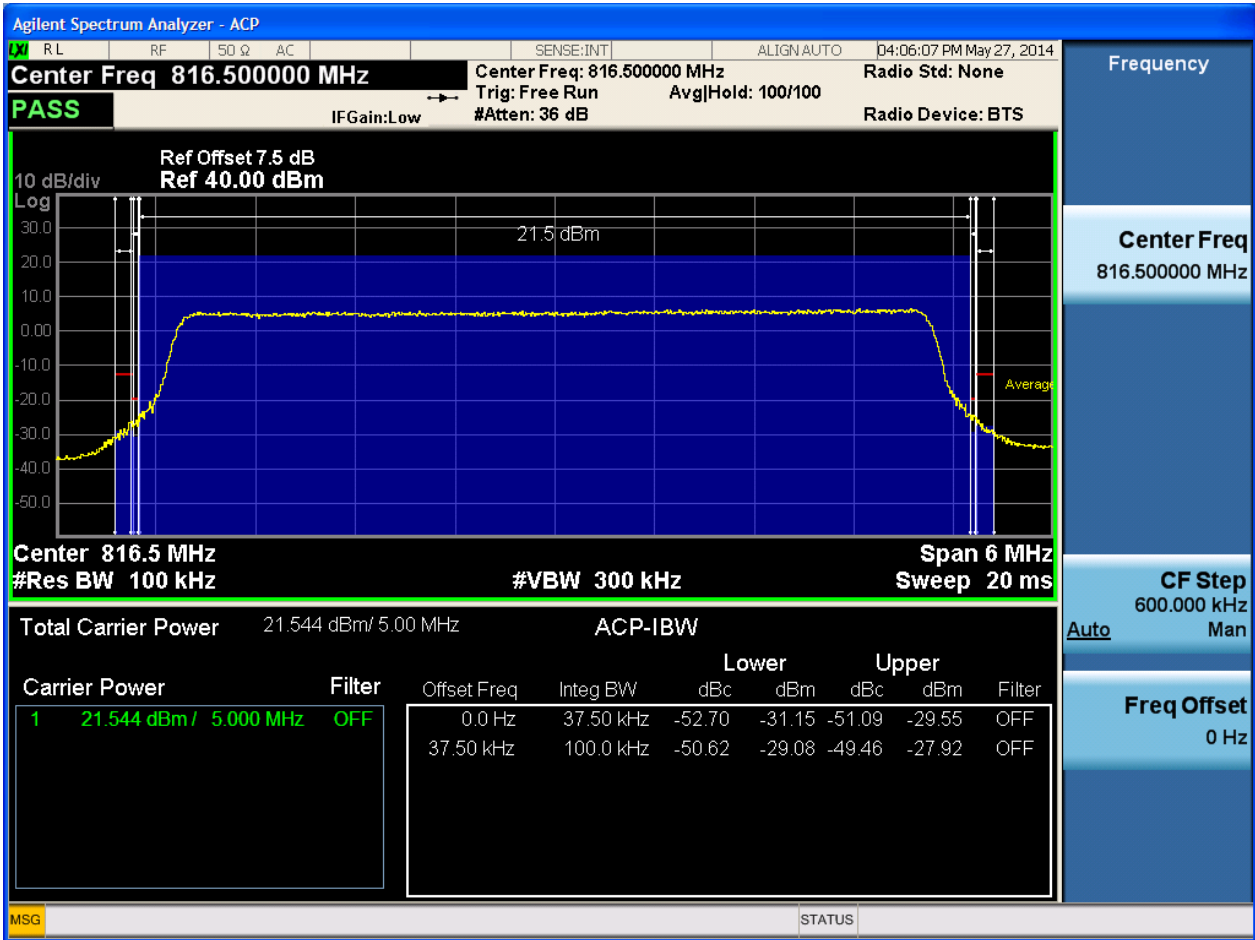 Agilent Spectrum Analyzer - ACP
LXI RL RF 50 Ω AC SENSE:INT ALIGN AUTO 04:06:07 PM May 27, 2014
Center Freq 816.500000 MHz
PASS
IFGain:Low
Center Freq: 816.500000 MHz
Trig: Free Run Avg|Hold: 100/100
#Atten: 36 dB
Radio Std: None
Radio Device: BTS
Ref Offset 7.5 dB
10 dB/div Ref 40.00 dBm
Log
30.0
20.0
10.0
0.00
-10.0
-20.0
-30.0
-40.0
-50.0
21.5 dBm
Average
Center 816.5 MHz Span 6 MHz
#Res BW 100 kHz #VBW 300 kHz Sweep 20 ms
Total Carrier Power 21.544 dBm/ 5.00 MHz ACP-IBW
Lower Upper
Carrier Power Filter
Offset Freq Integ BW dBc dBm dBc dBm Filter
1 21.544 dBm / 5.000 MHz OFF
0.0 Hz 37.50 kHz -52.70 -31.15 -51.09 -29.55 OFF
37.50 kHz 100.0 kHz -50.62 -29.08 -49.46 -27.92 OFF
MSG STATUS
Frequency
Center Freq
816.500000 MHz
CF Step
600.000 kHz
Auto Man
Freq Offset
0 Hz